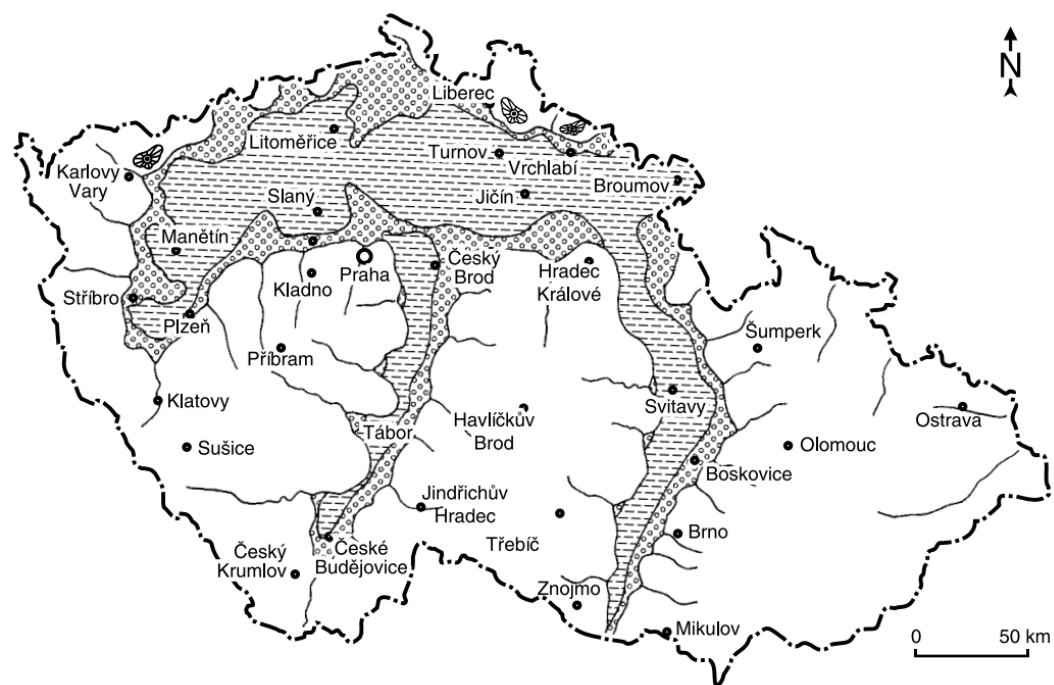 N
Liberec
Litoměřice
Turnov
Vrchlabí
Karlovy
Vary
Broumov
Slaný
Jičín
Manětín
Český
Brod
Praha
Hradec
Králové
Kladno
Stříbro
Plzeň
Šumperk
Příbram
Klatovy
Svitavy
Havlíčkův
Brod
Ostrava
Tábor
Sušice
Olomouc
Boskovice
Jindřichův
Hradec
Brno
Třebíč
České
Budějovice
Český
Krumlov
Znojmo
Mikulov
0 50 km